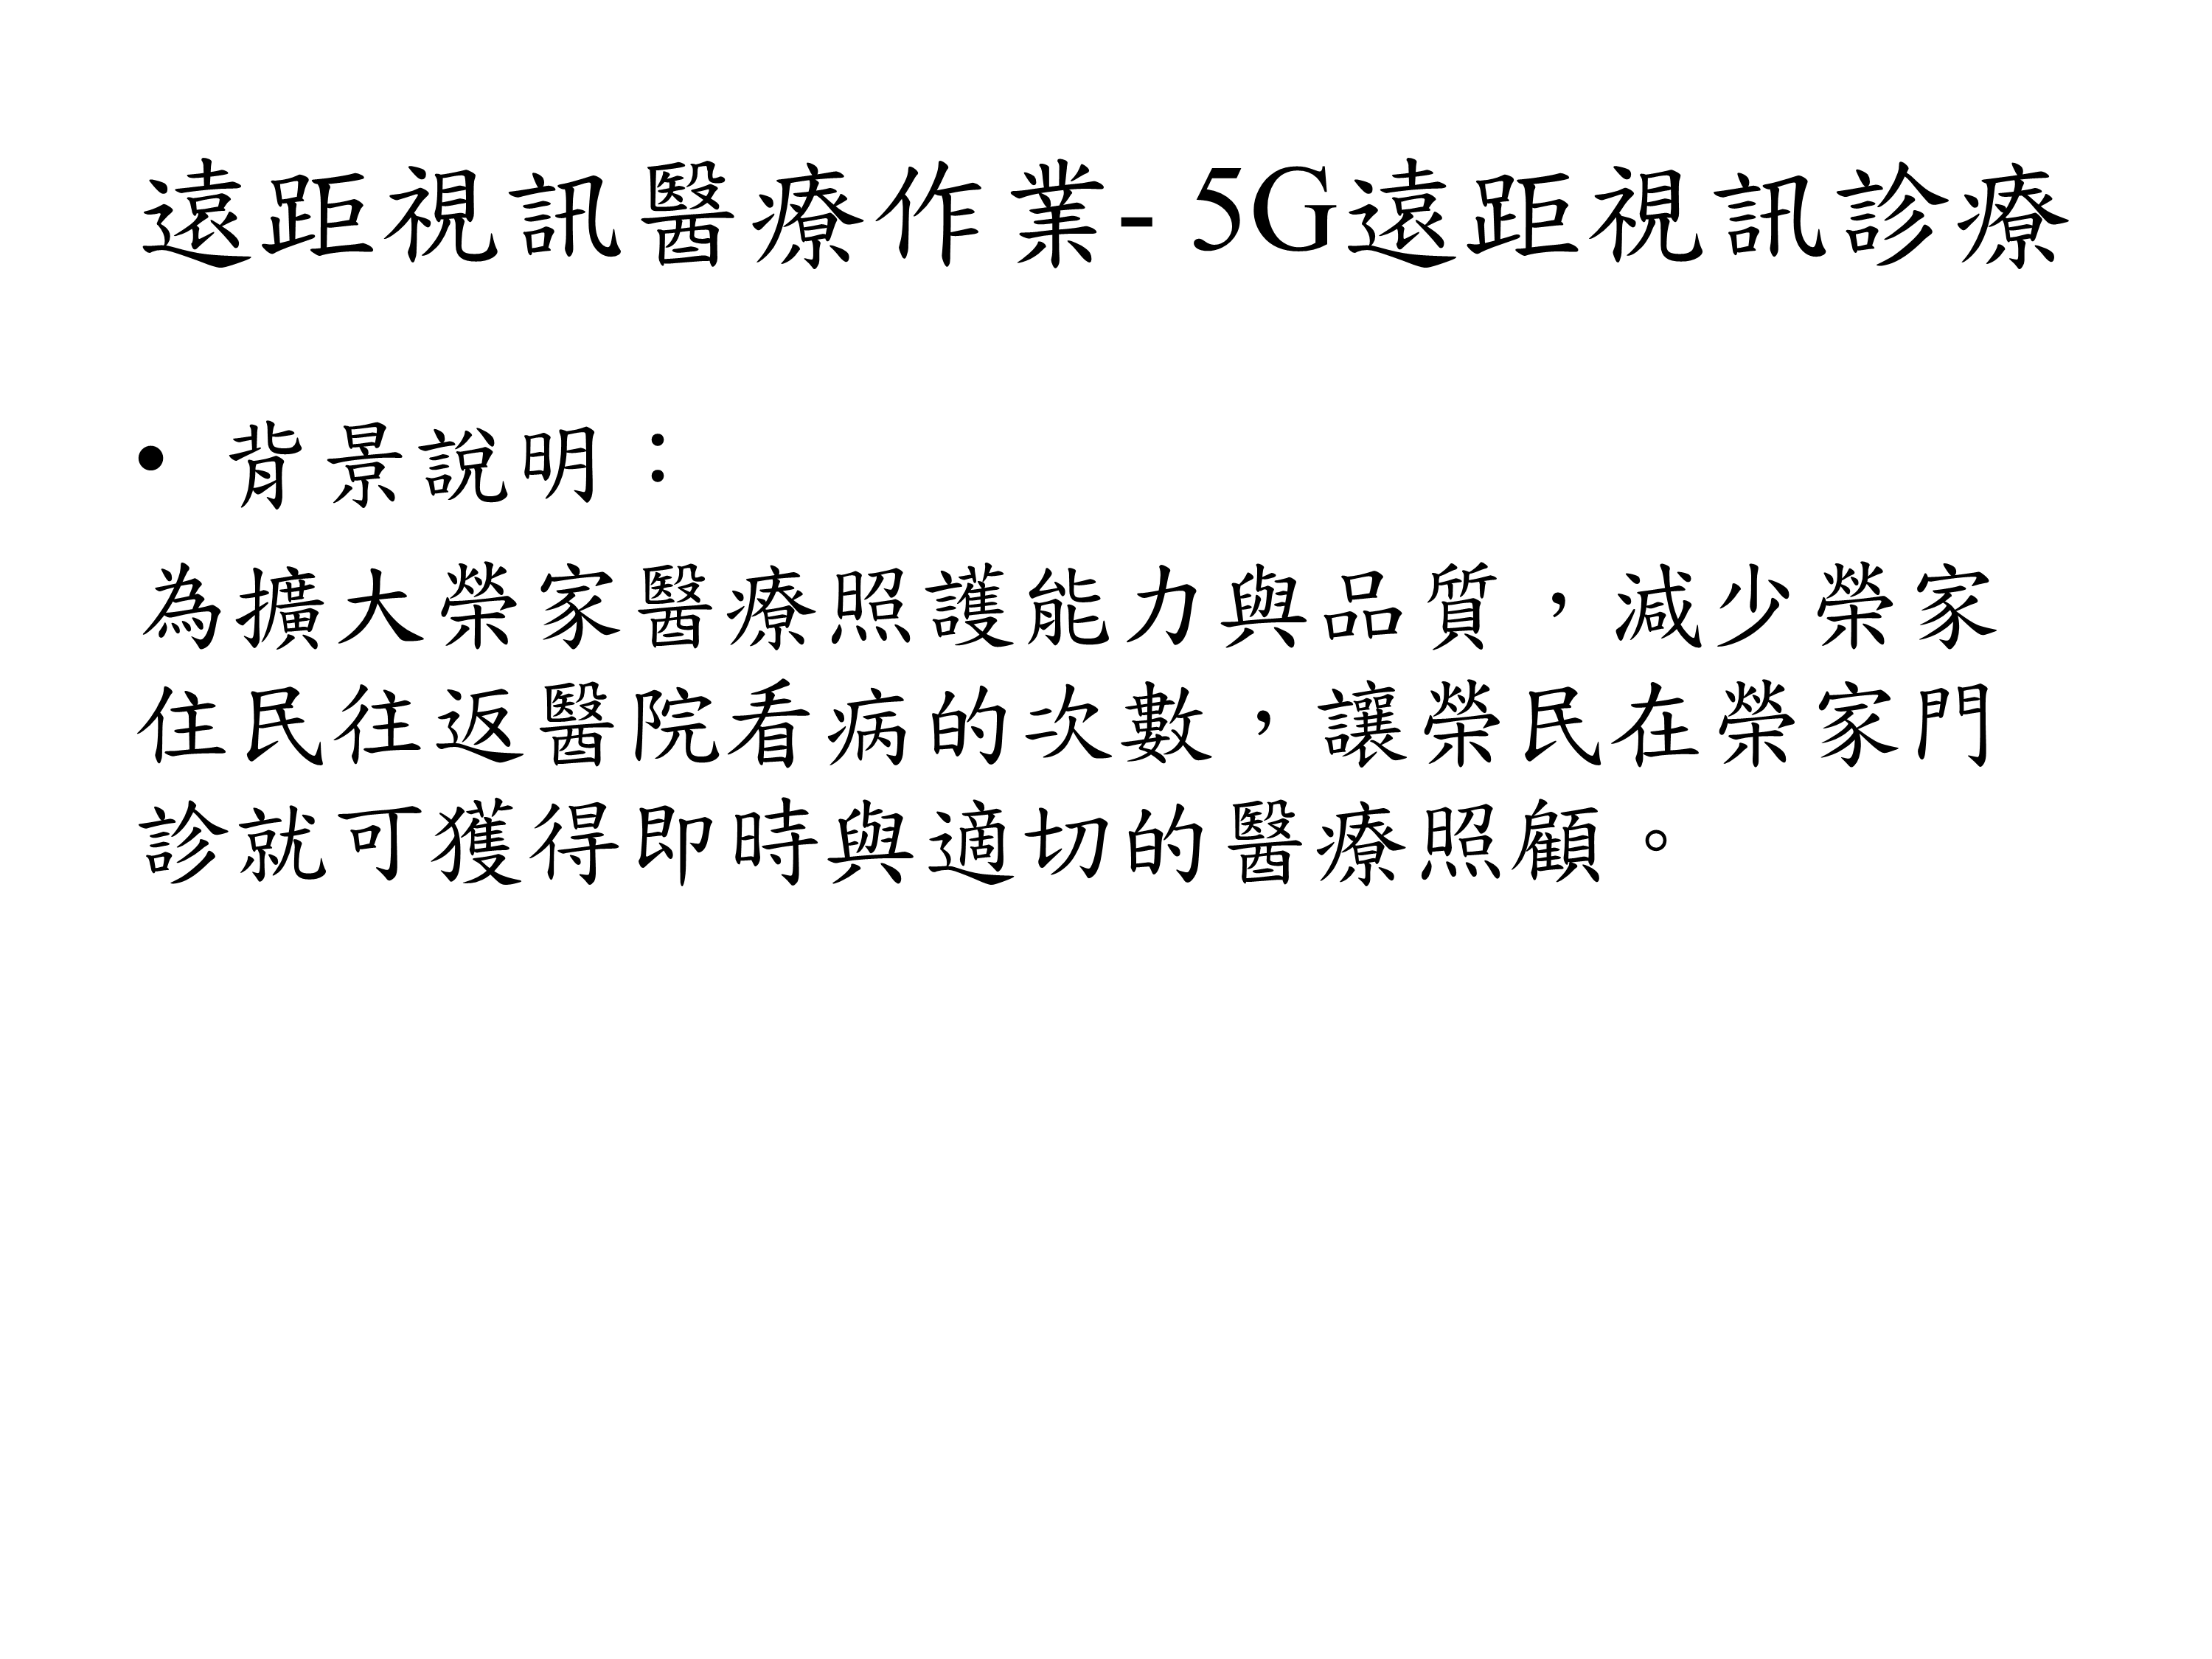 遠距視訊醫療作業-5G遠距視訊診療
• 背景說明：
為擴大榮家醫療照護能力與品質，減少榮家
住民往返醫院看病的次數，讓榮民在榮家門
診就可獲得即時與適切的醫療照顧。